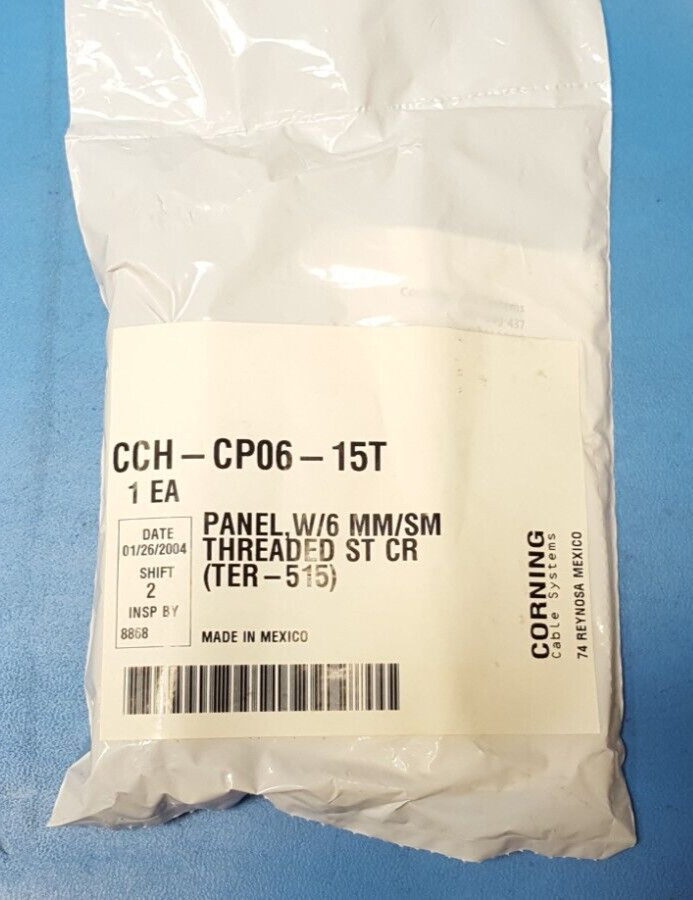 437
CCH-CP06-15T
1 EA
DATE
01/26/2004
SHIFT
2
INSP BY
8868
PANEL, W/6 MM/SM
THREADED ST CR
(TER-515)
MADE IN MEXICO
CORNING
Cable Systems
74 REYNOSA MEXICO